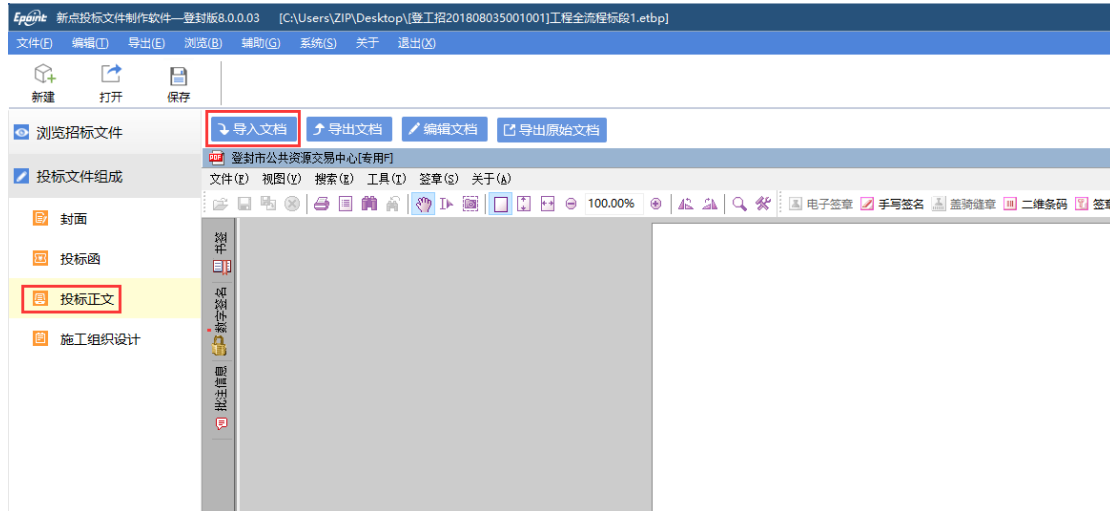 Epoint 新点投标文件制作软件—登封版8.0.0.03 [C:\Users\ZIP\Desktop\[登工招201808035001001]工程全流程标段1.etbp]
文件(F) 编辑(T) 导出(E) 浏览(B) 辅助(G) 系统(S) 关于 退出(X)
新建 打开 保存
浏览招标文件
导入文档 导出文档 编辑文档 导出原始文档
PDF 登封市公共资源交易中心[专用F]
投标文件组成
文件(F) 视图(V) 搜索(E) 工具(T) 签章(S) 关于(A)
100.00% 电子签章 手写签名 盖骑缝章 二维条码 签章
封面
投标函
投标正文
施工组织设计
书签
数字签名
批注信息